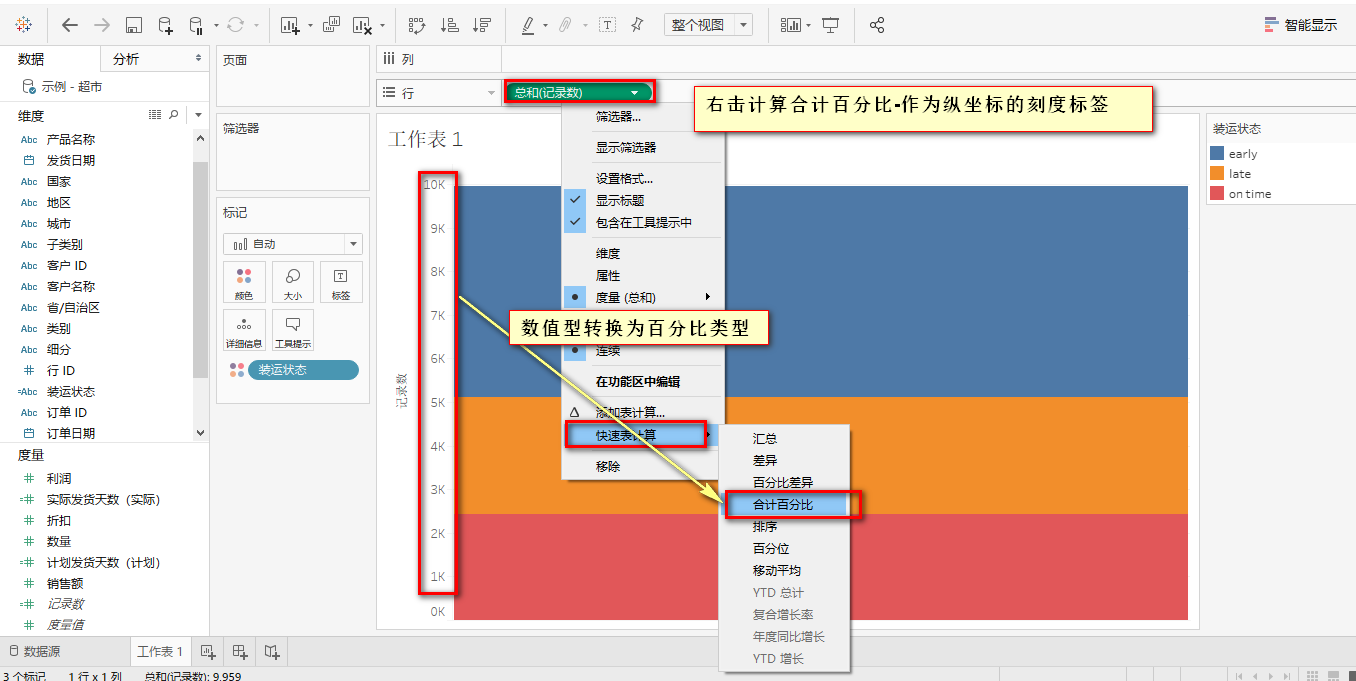 整个视图
智能显示
数据
分析
示例 - 超市
维度
Abc 产品名称
发货日期
Abc 国家
Abc 地区
Abc 城市
Abc 子类别
Abc 客户 ID
Abc 客户名称
Abc 省/自治区
Abc 类别
Abc 细分
# 行 ID
=Abc 装运状态
Abc 订单 ID
订单日期
度量
# 利润
=# 实际发货天数（实际）
# 折扣
# 数量
=# 计划发货天数（计划）
# 销售额
=# 记录数
# 度量值
页面
筛选器
标记
自动
颜色
大小
标签
详细信息
工具提示
装运状态
列
行
总和(记录数)
右击计算合计百分比-作为纵坐标的刻度标签
工作表 1
10K
9K
8K
7K
6K
5K
4K
3K
2K
1K
0K
记录数
筛选器...
显示筛选器
设置格式...
显示标题
包含在工具提示中
维度
属性
度量 (总和)
数值型转换为百分比类型
连续
在功能区中编辑
添加表计算...
快速表计算
移除
汇总
差异
百分比差异
合计百分比
排序
百分位
移动平均
YTD 总计
复合增长率
年度同比增长
YTD 增长
装运状态
early
late
on time
数据源
工作表 1
3 个标记
1 行 x 1 列
总和(记录数): 9,959